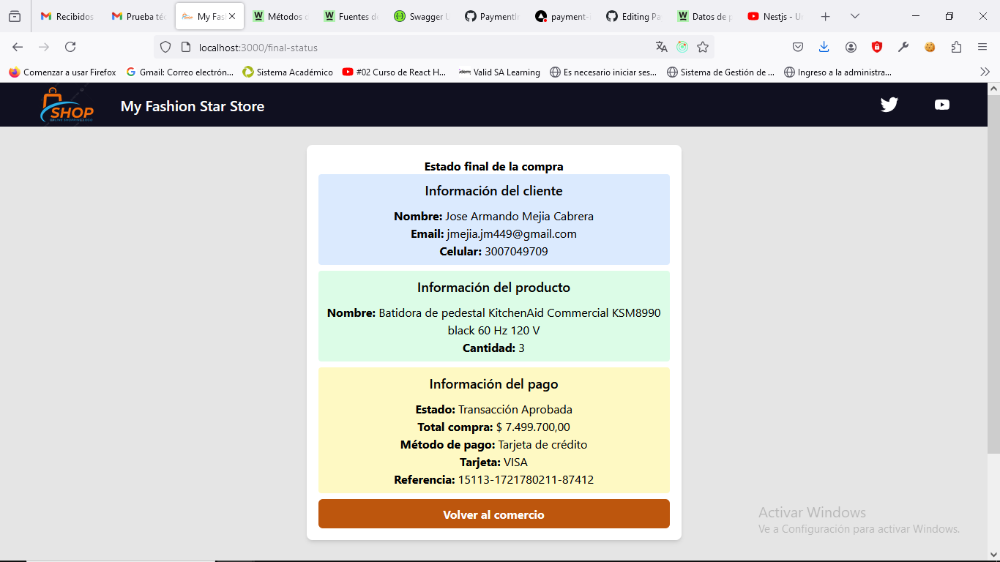 Recibidos
Prueba téc
My Fash
Métodos d
Fuentes de
Swagger U
PaymentIn
payment-
Editing Pa
Datos de p
Nestjs - Un
localhost:3000/final-status
Comenzar a usar Firefox
Gmail: Correo electrón...
Sistema Académico
#02 Curso de React H...
Valid SA Learning
Es necesario iniciar ses...
Sistema de Gestión de ...
Ingreso a la administra...
SHOP
My Fashion Star Store
Estado final de la compra
Información del cliente
Nombre: Jose Armando Mejia Cabrera
Email: jmejia.jm449@gmail.com
Celular: 3007049709
Información del producto
Nombre: Batidora de pedestal KitchenAid Commercial KSM8990
black 60 Hz 120 V
Cantidad: 3
Información del pago
Estado: Transacción Aprobada
Total compra: $ 7.499.700,00
Método de pago: Tarjeta de crédito
Tarjeta: VISA
Referencia: 15113-1721780211-87412
Volver al comercio
Activar Windows
Ve a Configuración para activar Windows.